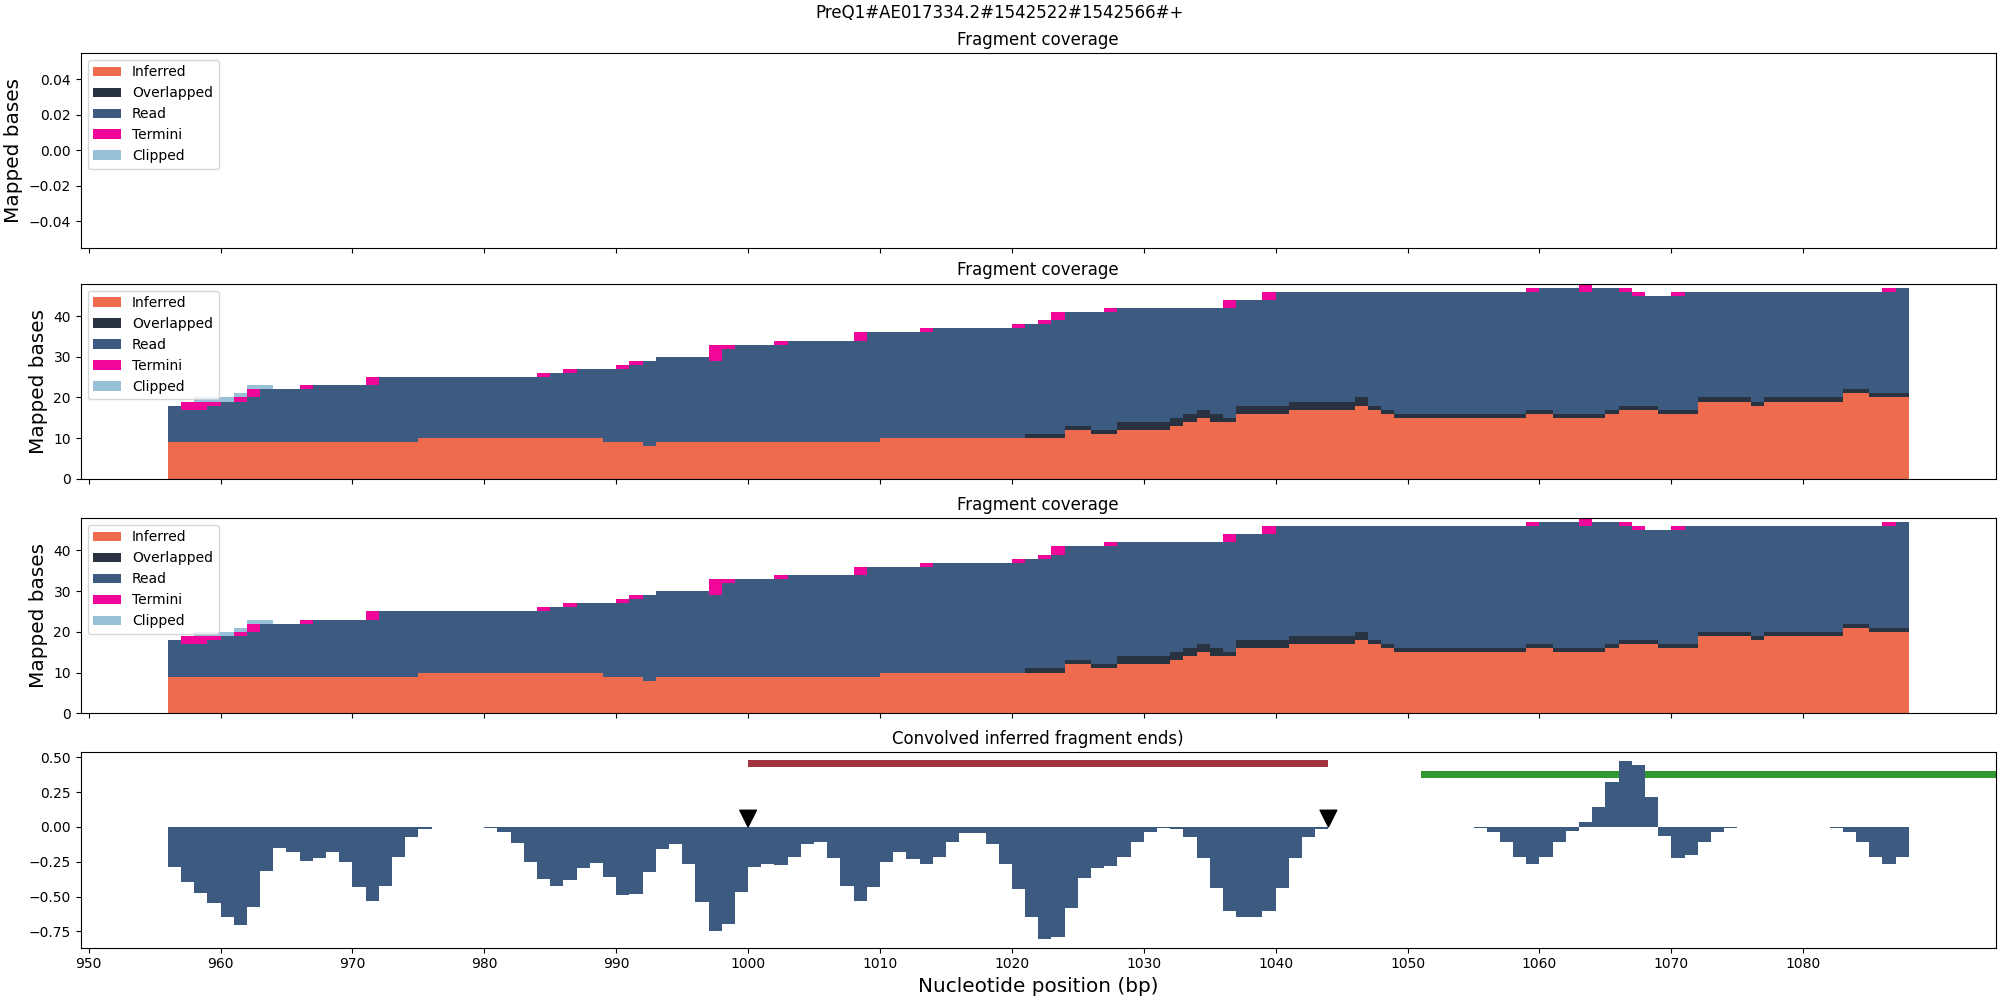 PreQ1#AE017334.2#1542522#1542566#+
Fragment coverage
Mapped bases
0.04
0.02
0.00
−0.02
−0.04
Inferred
Overlapped
Read
Termini
Clipped
Fragment coverage
Mapped bases
40
30
20
10
0
Inferred
Overlapped
Read
Termini
Clipped
Fragment coverage
Mapped bases
40
30
20
10
0
Inferred
Overlapped
Read
Termini
Clipped
Convolved inferred fragment ends)
0.50
0.25
0.00
−0.25
−0.50
−0.75
950 960 970 980 990 1000 1010 1020 1030 1040 1050 1060 1070 1080
Nucleotide position (bp)